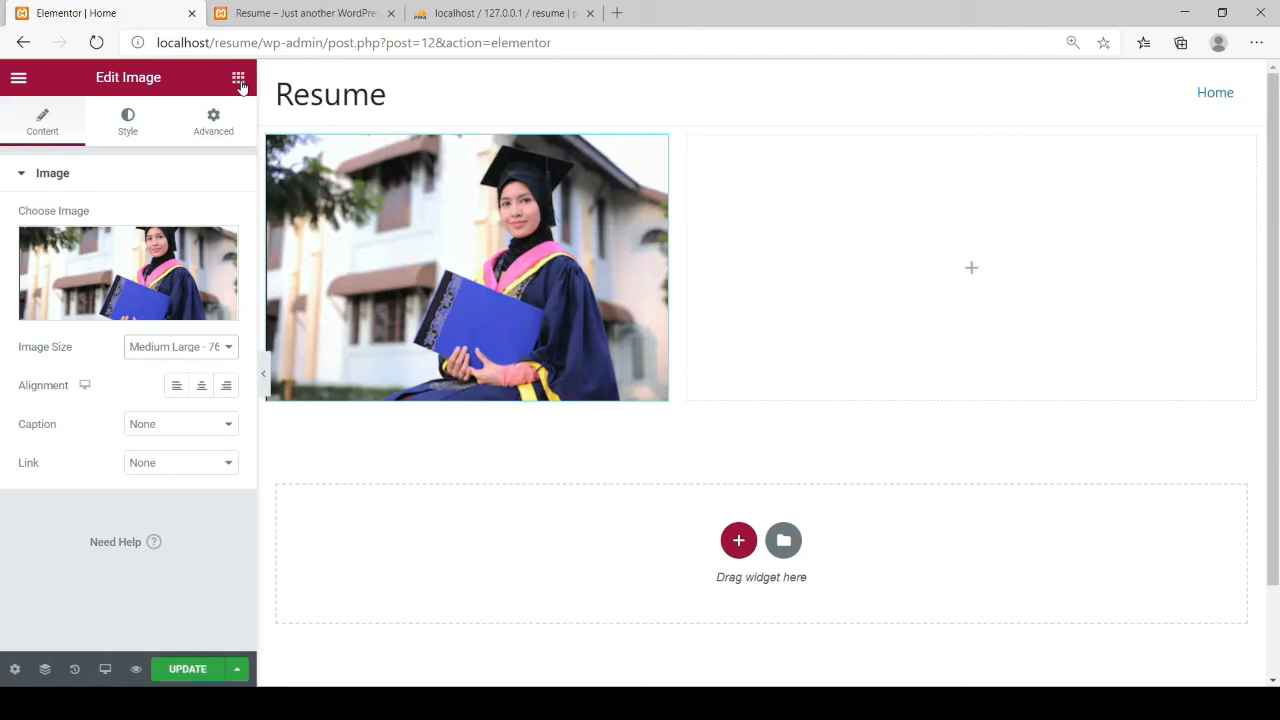 Elementor | Home
Resume – Just another WordPres
localhost / 127.0.0.1 / resume | p
localhost/resume/wp-admin/post.php?post=12&action=elementor
Edit Image
Content
Style
Advanced
Image
Choose Image
Image Size
Medium Large - 76
Alignment
Caption
None
Link
None
Need Help ?
UPDATE
Resume
Home
Drag widget here